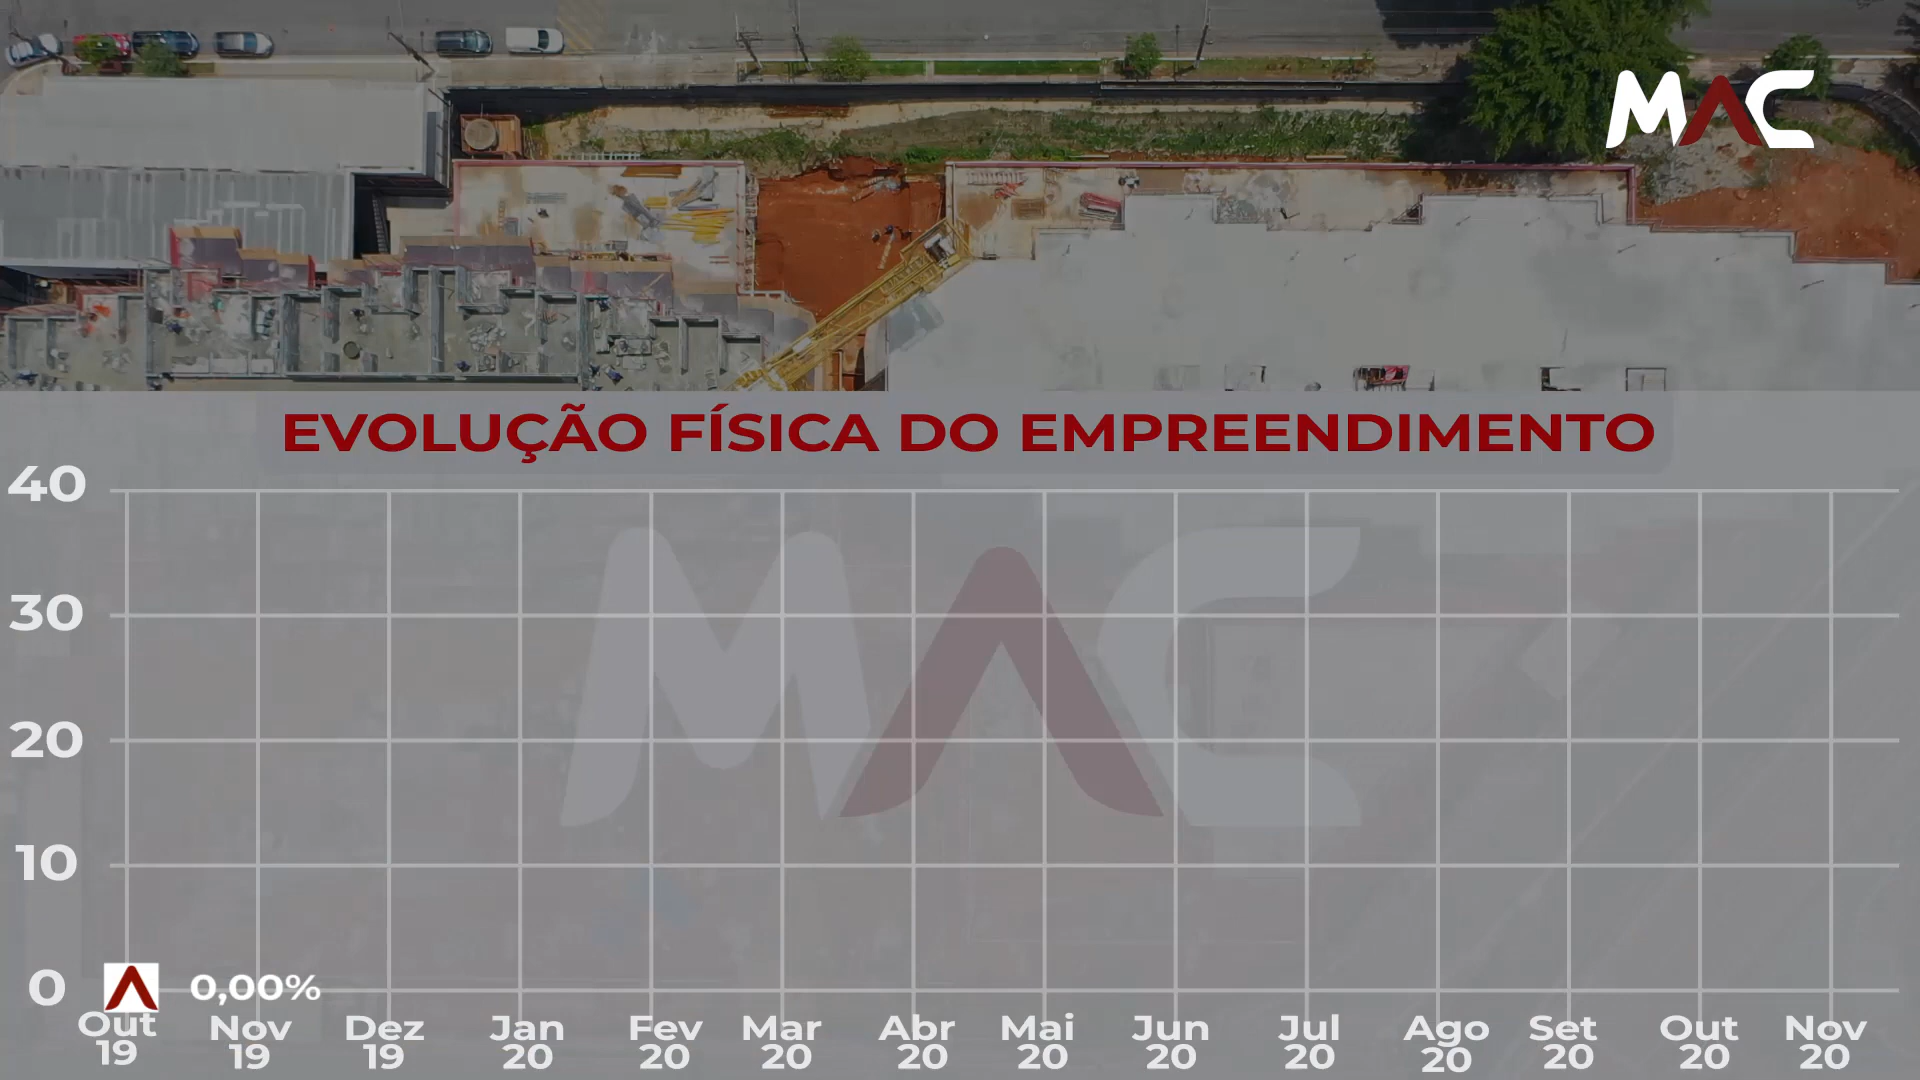 MAC
EVOLUÇÃO FÍSICA DO EMPREENDIMENTO
MAC
40
30
20
10
0
0,00%
Out Nov Dez Jan Fev Mar Abr Mai Jun Jul Ago Set Out Nov
19 19 19 20 20 20 20 20 20 20 20 20 20 20